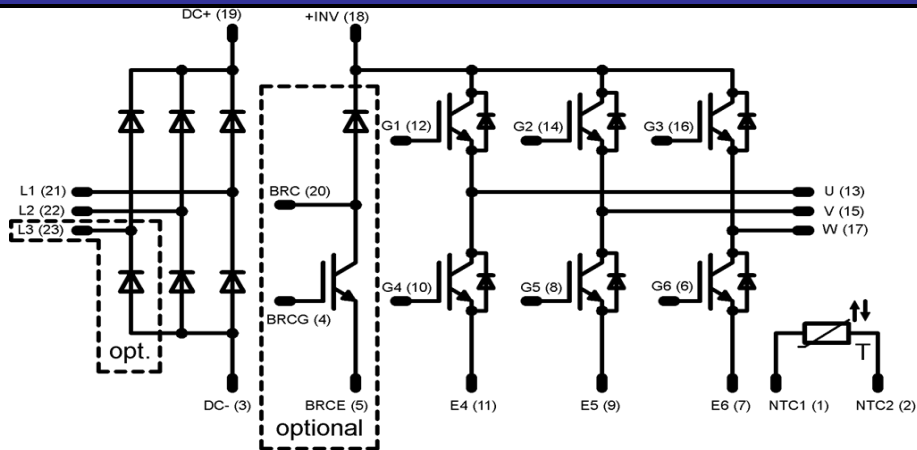 DC+ (19)
+INV (18)
G1 (12)
G2 (14)
G3 (16)
L1 (21)
BRC (20)
U (13)
L2 (22)
V (15)
L3 (23)
W (17)
G4 (10)
G5 (8)
G6 (6)
BRCG (4)
opt.
T
DC- (3)
BRCE (5)
E4 (11)
E5 (9)
E6 (7)
NTC1 (1)
NTC2 (2)
optional